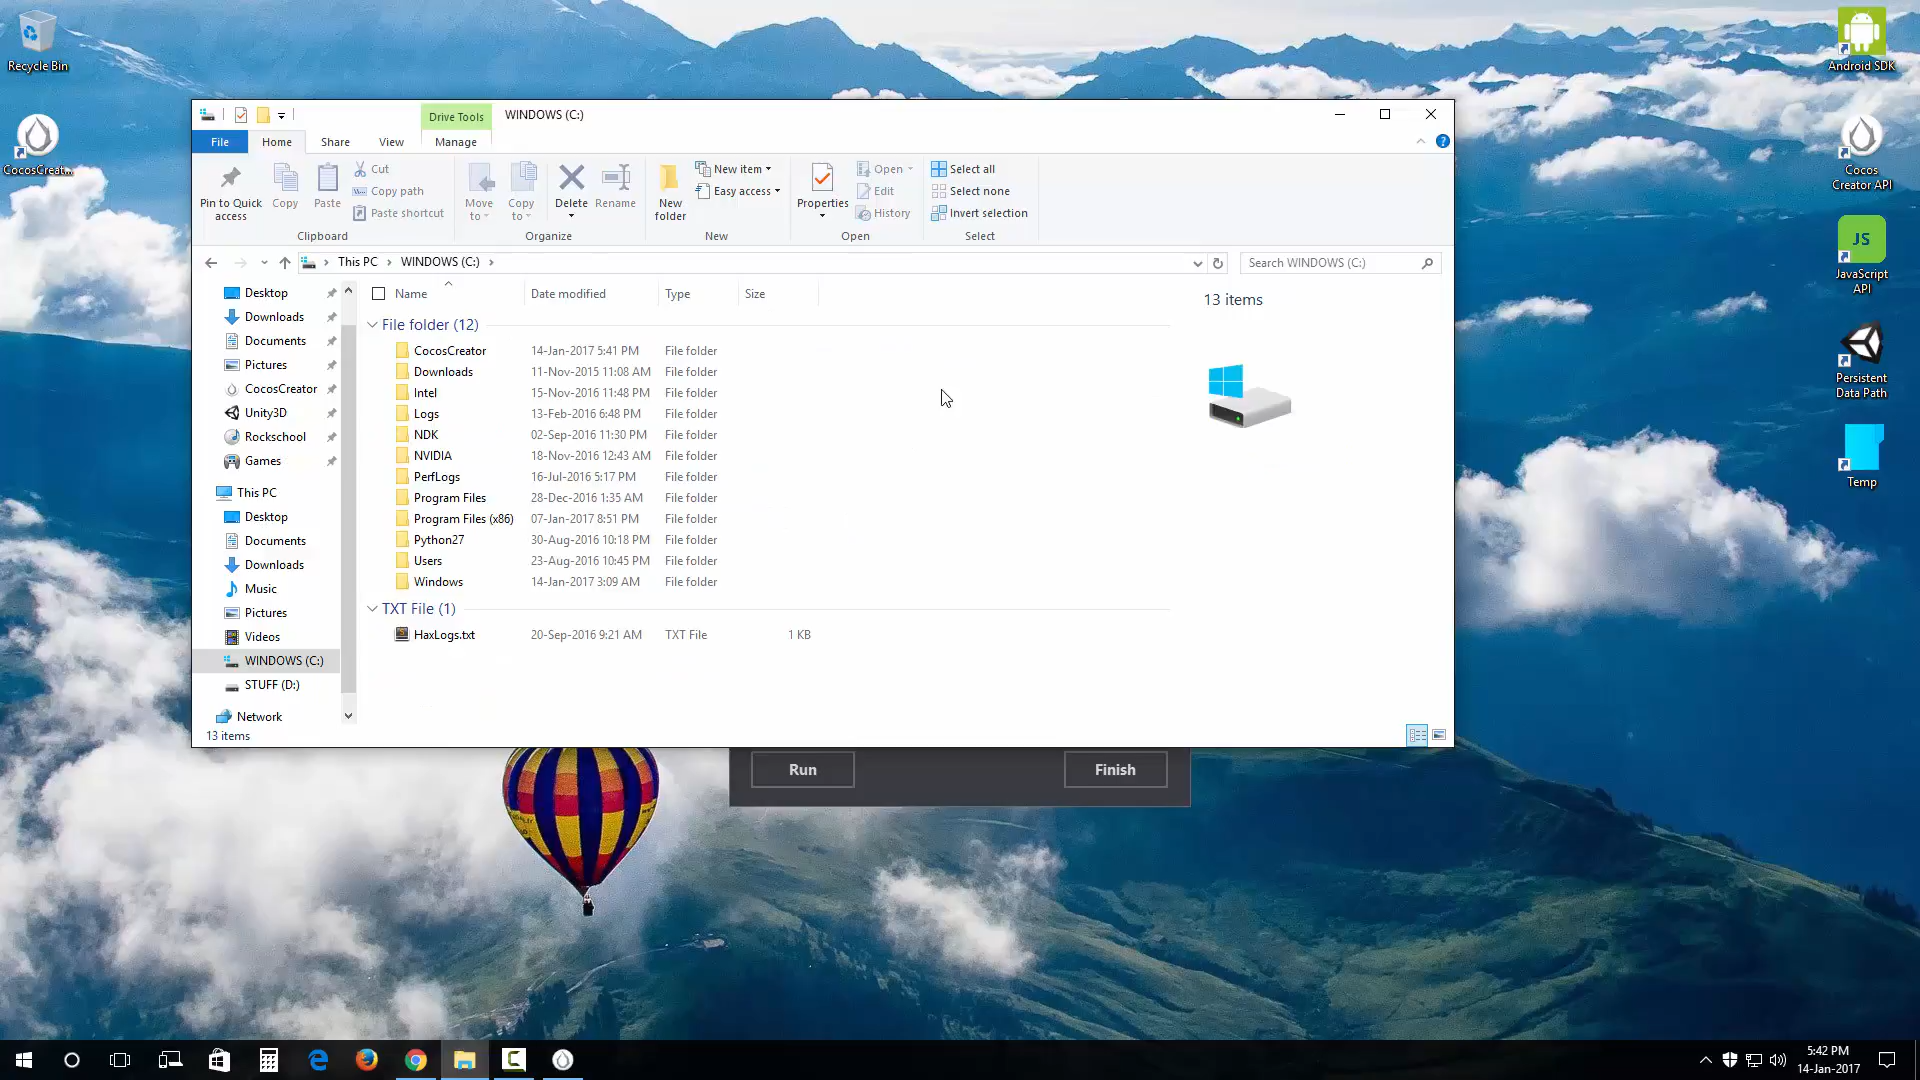 Recycle Bin
CocosCreat...
Android SDK
Cocos
Creator API
JavaScript
API
Persistent
Data Path
Temp
Drive Tools
WINDOWS (C:)
File
Home
Share
View
Manage
Pin to Quick
access
Copy
Paste
Cut
Copy path
Paste shortcut
Clipboard
Move
to
Copy
to
Delete
Rename
Organize
New
folder
New item
Easy access
New
Properties
Open
Edit
History
Open
Select all
Select none
Invert selection
Select
This PC > WINDOWS (C:) >
Search WINDOWS (C:)
Desktop
Downloads
Documents
Pictures
CocosCreator
Unity3D
Rockschool
Games
This PC
Desktop
Documents
Downloads
Music
Pictures
Videos
WINDOWS (C:)
STUFF (D:)
Network
13 items
Name Date modified Type Size
File folder (12)
CocosCreator 14-Jan-2017 5:41 PM File folder
Downloads 11-Nov-2015 11:08 AM File folder
Intel 15-Nov-2016 11:48 PM File folder
Logs 13-Feb-2016 6:48 PM File folder
NDK 02-Sep-2016 11:30 PM File folder
NVIDIA 18-Nov-2016 12:43 AM File folder
PerfLogs 16-Jul-2016 5:17 PM File folder
Program Files 28-Dec-2016 1:35 AM File folder
Program Files (x86) 07-Jan-2017 8:51 PM File folder
Python27 30-Aug-2016 10:18 PM File folder
Users 23-Aug-2016 10:45 PM File folder
Windows 14-Jan-2017 3:09 AM File folder
TXT File (1)
HaxLogs.txt 20-Sep-2016 9:21 AM TXT File 1 KB
13 items
JS
Run
Finish
5:42 PM
14-Jan-2017